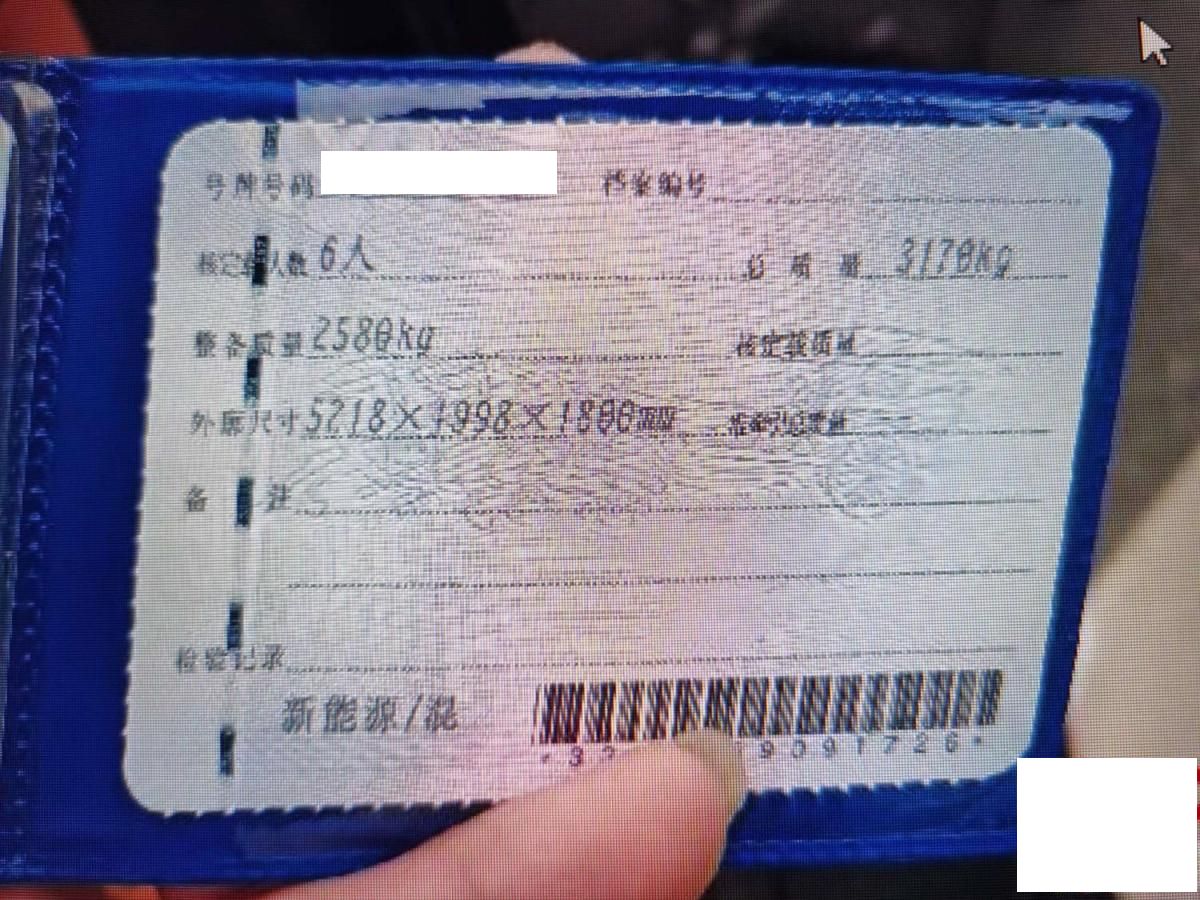 号牌号码 档案编号
核定载人数 6人 总质量 3170kg
整备质量 2580kg 核定载质量
外廓尺寸 5218×1998×1800mm 准牵引总质量
备注
检验记录
新能源/混
9091726*